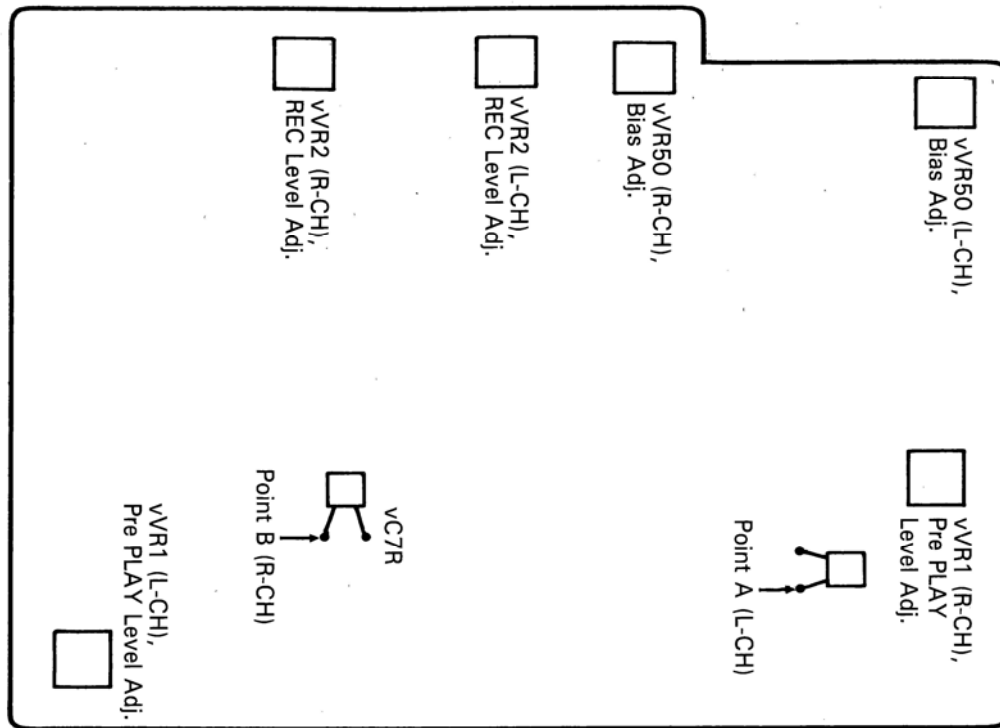 vVR50 (L-CH),
Bias Adj.
vVR1 (R-CH),
Pre PLAY
Level Adj.
Point A (L-CH)
vVR50 (R-CH),
Bias Adj.
vVR2 (L-CH),
REC Level Adj.
vC7R
vVR2 (R-CH),
REC Level Adj.
Point B (R-CH)
vVR1 (L-CH),
Pre PLAY Level Adj.